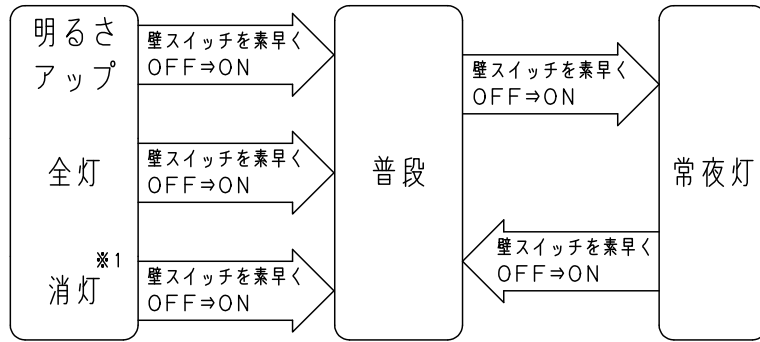 明るさ
アップ
全灯
※1
消灯
壁スイッチを素早く
OFF⇒ON
壁スイッチを素早く
OFF⇒ON
壁スイッチを素早く
OFF⇒ON
普段
壁スイッチを素早く
OFF⇒ON
壁スイッチを素早く
OFF⇒ON
常夜灯